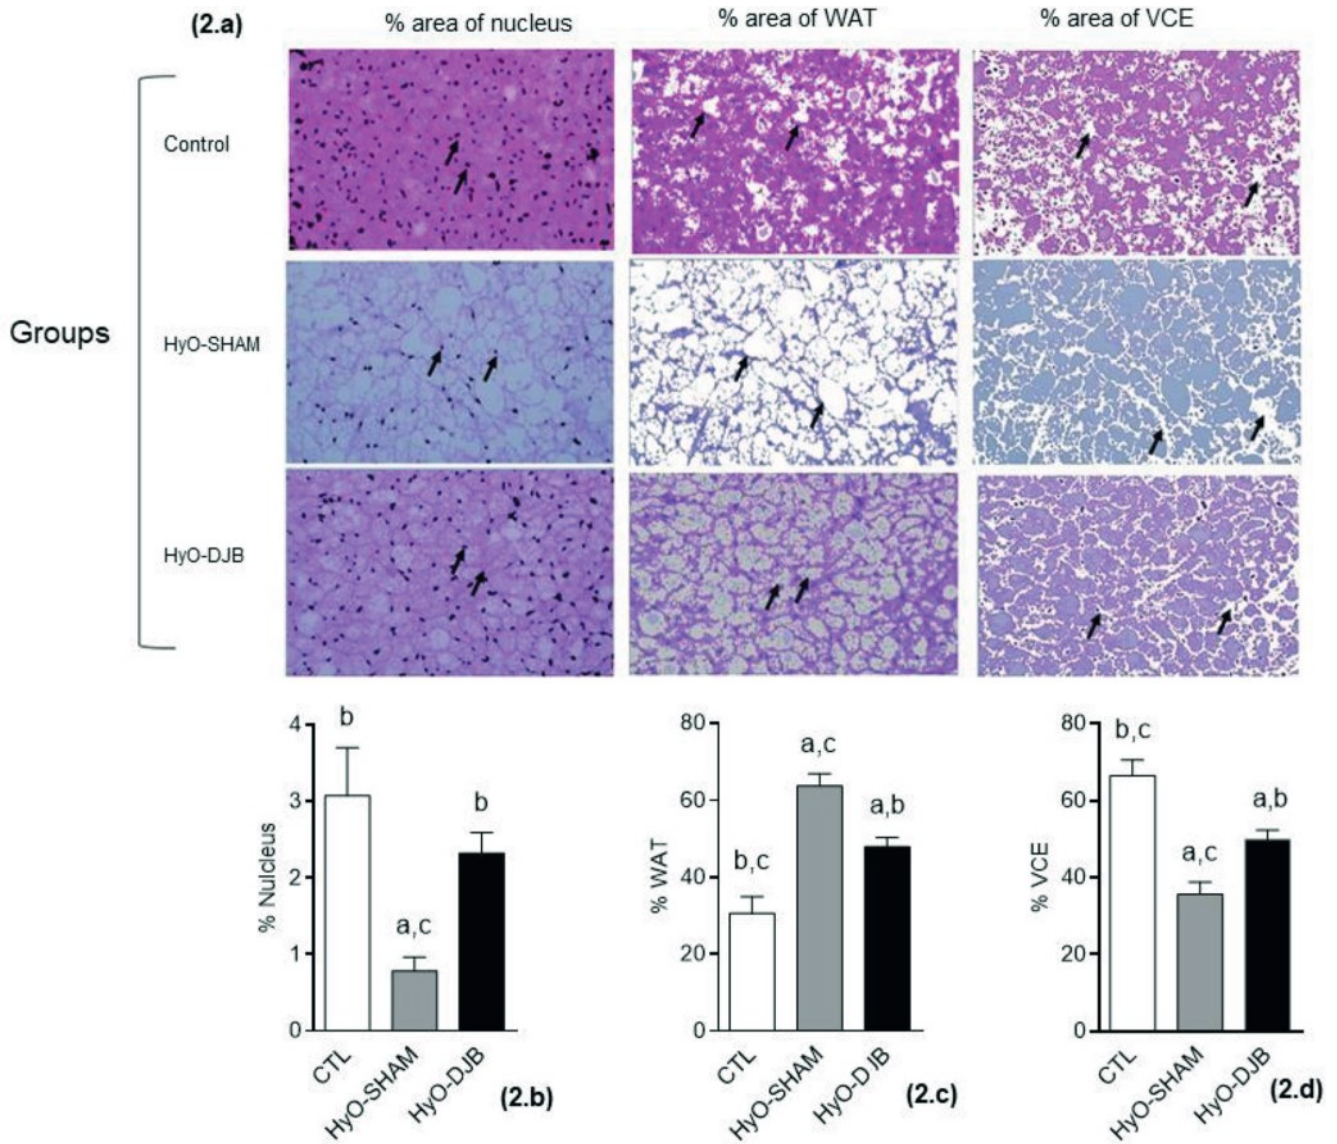 (2.a)
% area of nucleus
% area of WAT
% area of VCE
Groups
Control
HyO-SHAM
HyO-DJB
4
3
2
1
0
% Nulcleus
b
a,c
b
CTL
HyO-SHAM
HyO-DJB
(2.b)
80
60
40
20
0
% WAT
b,c
a,c
a,b
CTL
HyO-SHAM
HyO-DJB
(2.c)
80
60
40
20
0
% VCE
b,c
a,c
a,b
CTL
HyO-SHAM
HyO-DJB
(2.d)